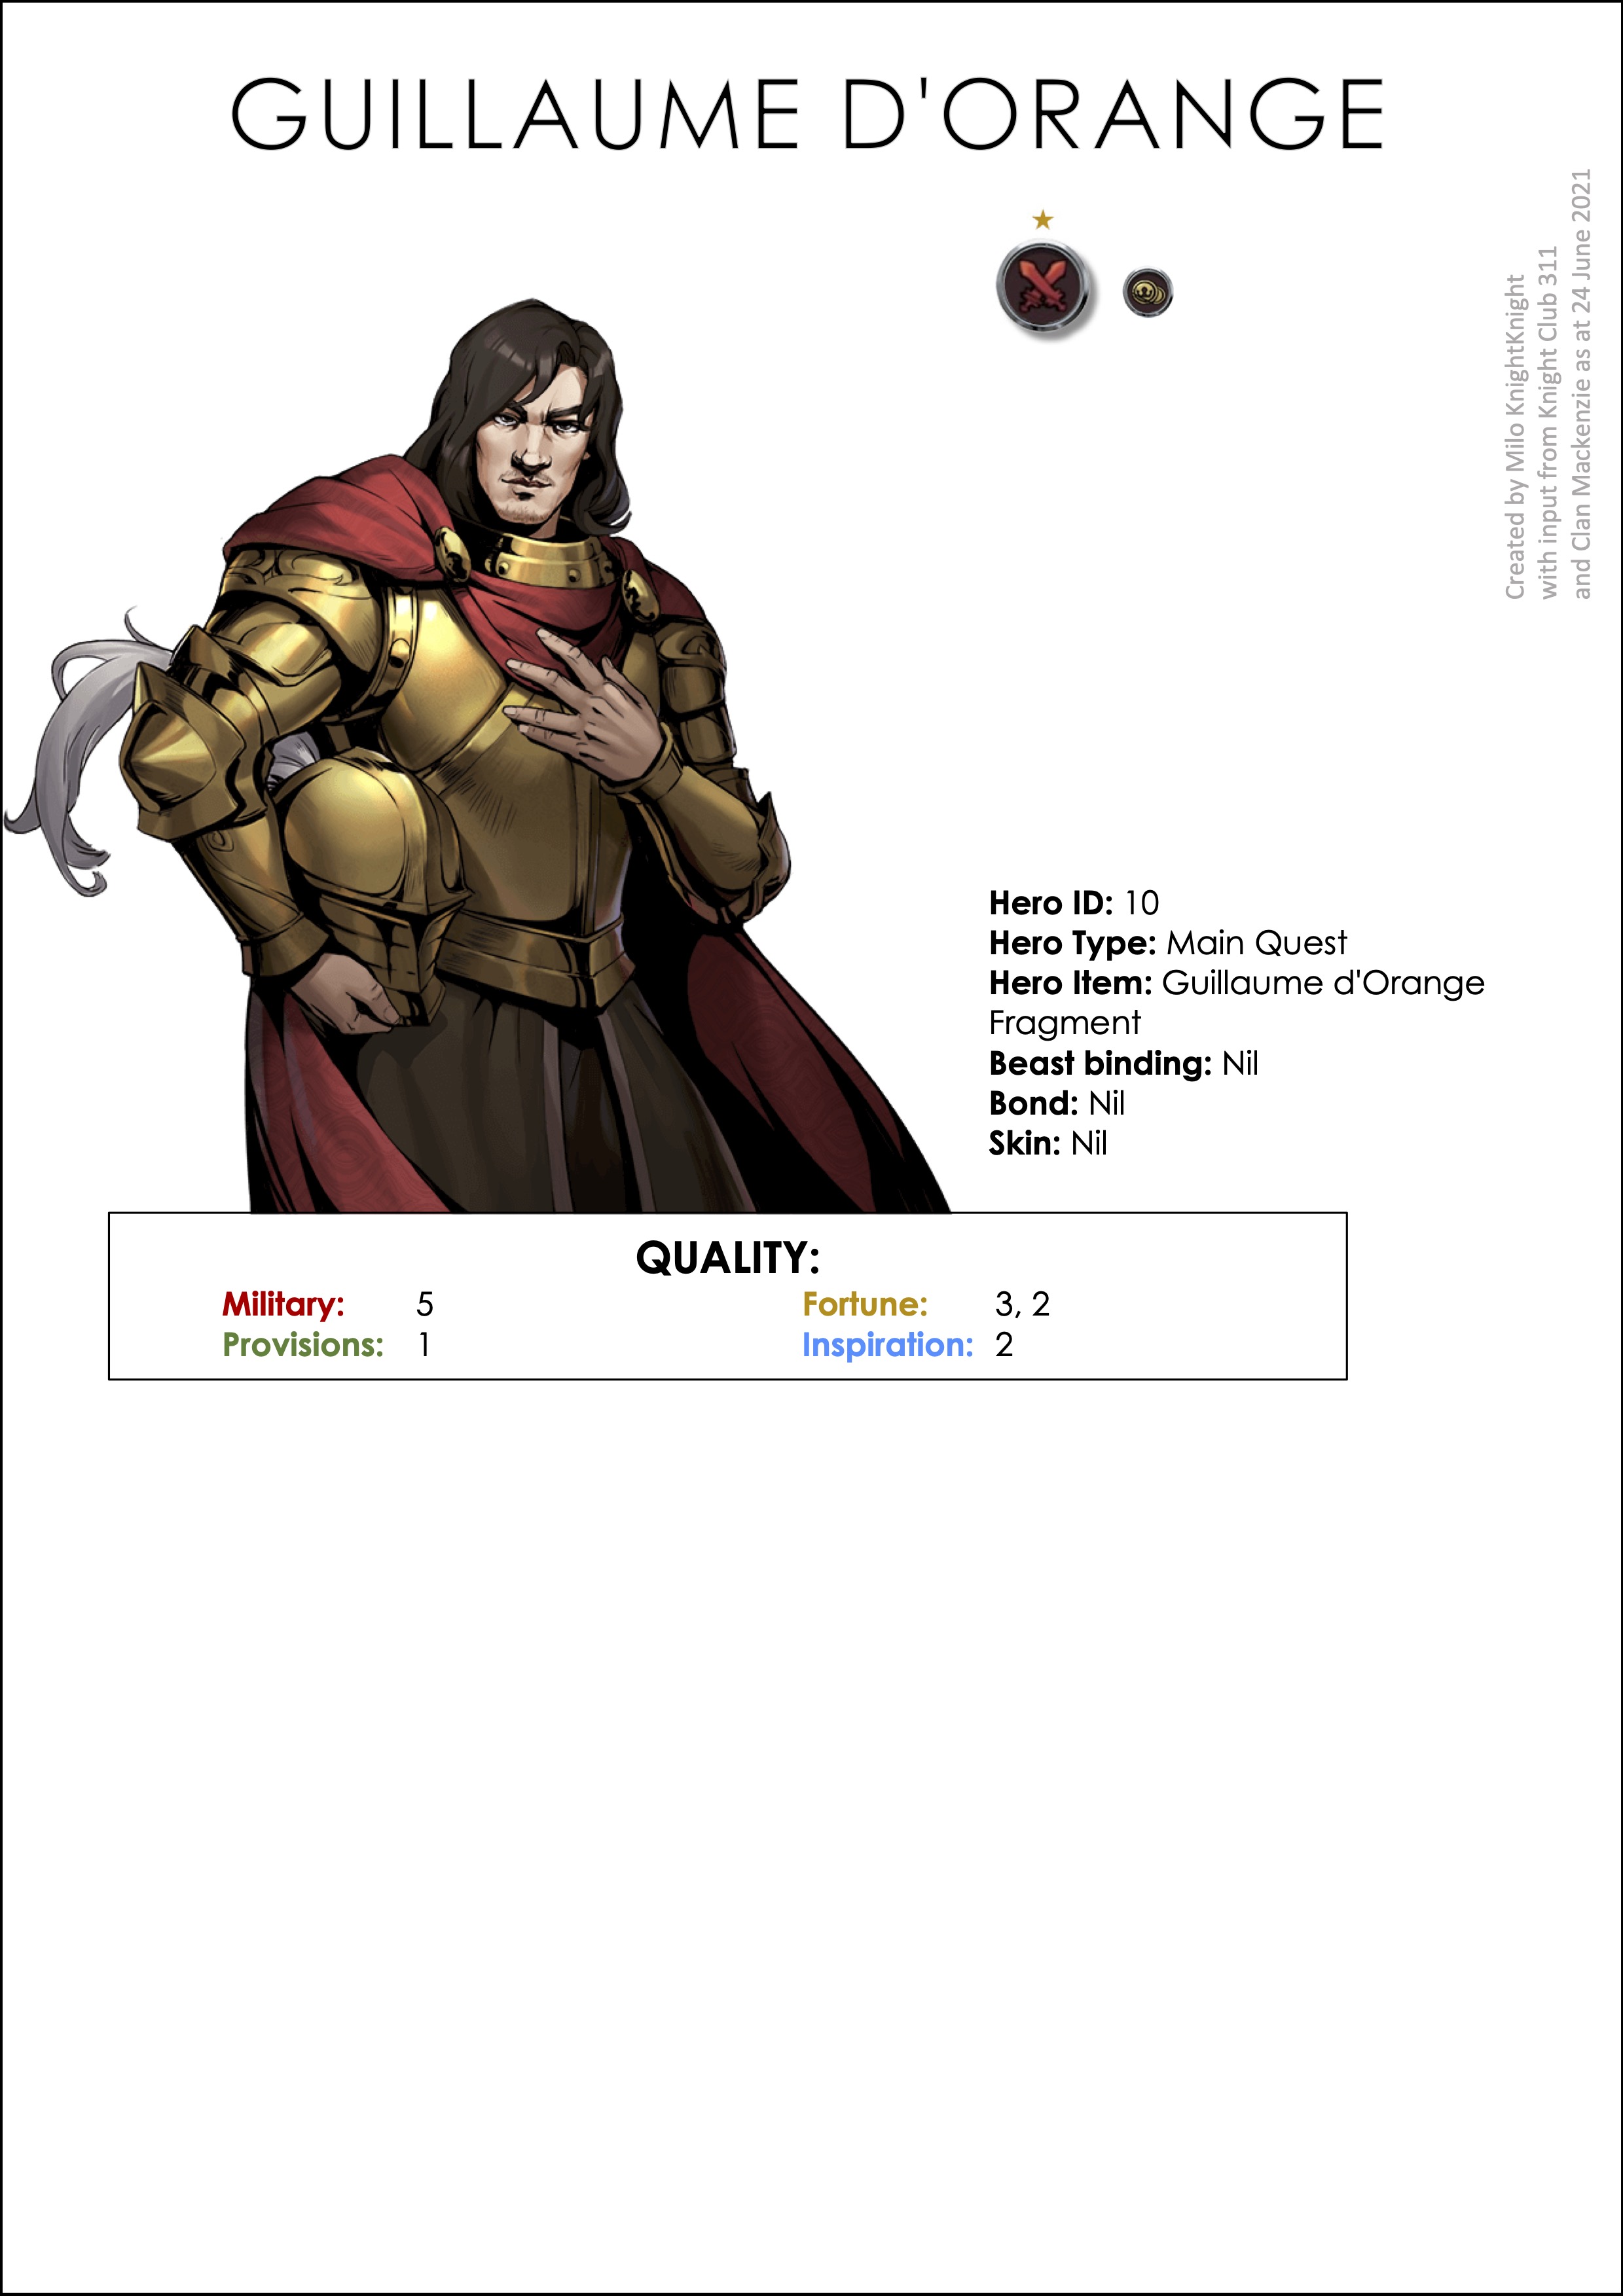 GUILLAUME D'ORANGE
Created by Milo KnightKnight
with input from Knight Club 311
and Clan Mackenzie as at 24 June 2021
Hero ID: 10
Hero Type: Main Quest
Hero Item: Guillaume d'Orange
Fragment
Beast binding: Nil
Bond: Nil
Skin: Nil
QUALITY:
Military: 5 Fortune: 3, 2
Provisions: 1 Inspiration: 2